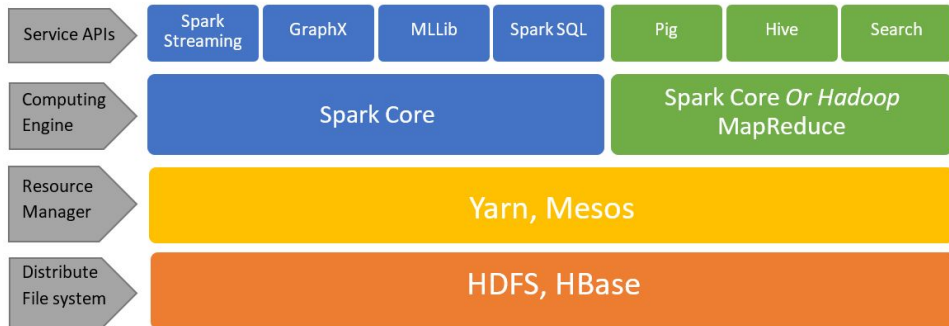 Service APIs
Spark
Streaming
GraphX
MLLib
Spark SQL
Pig
Hive
Search
Computing
Engine
Spark Core
Spark Core Or Hadoop
MapReduce
Resource
Manager
Yarn, Mesos
Distribute
File system
HDFS, HBase